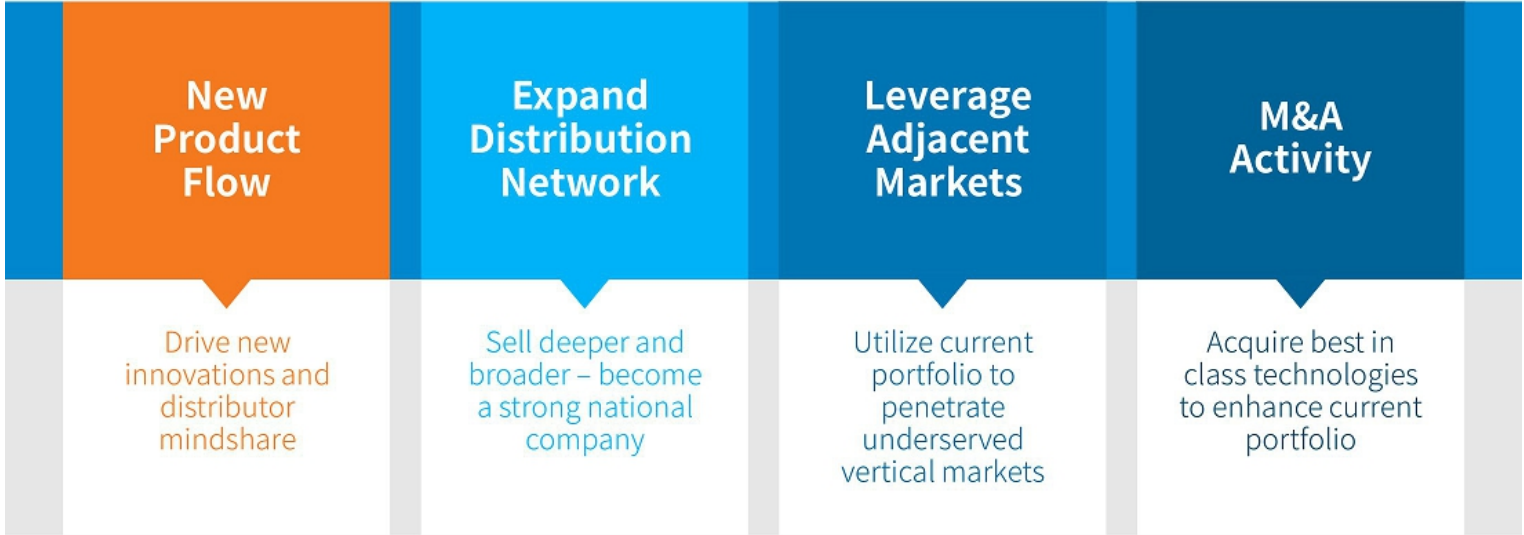 New
Product
Flow
Drive new
innovations and
distributor
mindshare
Expand
Distribution
Network
Sell deeper and
broader – become
a strong national
company
Leverage
Adjacent
Markets
Utilize current
portfolio to
penetrate
underserved
vertical markets
M&A
Activity
Acquire best in
class technologies
to enhance current
portfolio